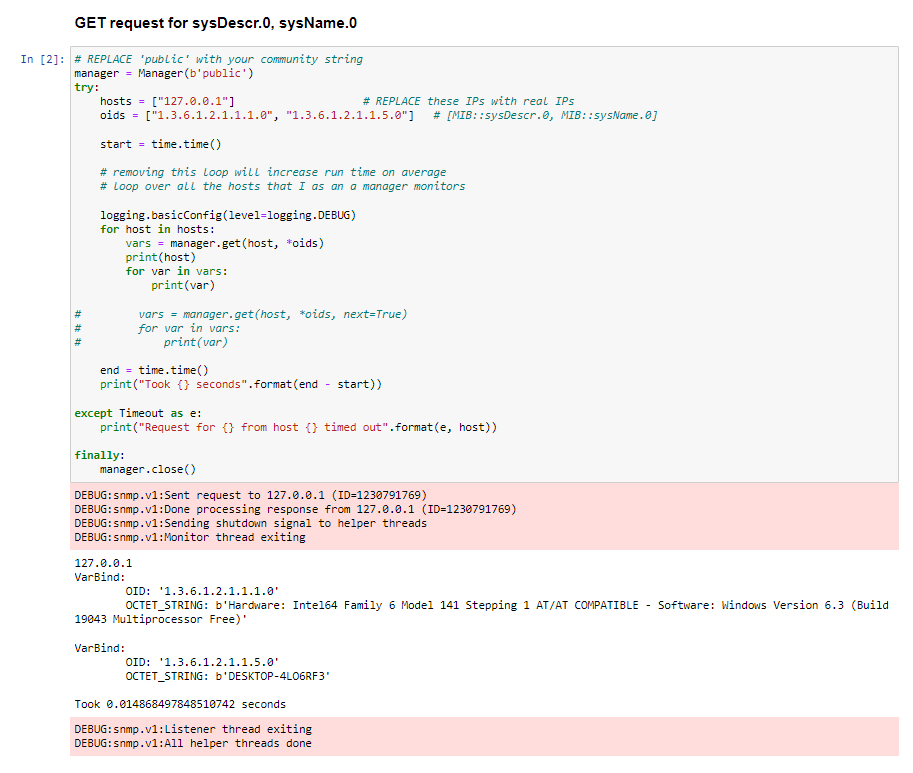 GET request for sysDescr.0, sysName.0
In [2]: # REPLACE 'public' with your community string
manager = Manager(b'public')
try:
    hosts = ["127.0.0.1"]                    # REPLACE these IPs with real IPs
    oids = ["1.3.6.1.2.1.1.1.0", "1.3.6.1.2.1.1.5.0"]   # [MIB::sysDescr.0, MIB::sysName.0]

    start = time.time()

    # removing this loop will increase run time on average
    # loop over all the hosts that I as an a manager monitors

    logging.basicConfig(level=logging.DEBUG)
    for host in hosts:
        vars = manager.get(host, *oids)
        print(host)
        for var in vars:
            print(var)

#         vars = manager.get(host, *oids, next=True)
#         for var in vars:
#             print(var)

    end = time.time()
    print("Took {} seconds".format(end - start))

except Timeout as e:
    print("Request for {} from host {} timed out".format(e, host))

finally:
    manager.close()
DEBUG:snmp.v1:Sent request to 127.0.0.1 (ID=1230791769)
DEBUG:snmp.v1:Done processing response from 127.0.0.1 (ID=1230791769)
DEBUG:snmp.v1:Sending shutdown signal to helper threads
DEBUG:snmp.v1:Monitor thread exiting
127.0.0.1
VarBind:
        OID: '1.3.6.1.2.1.1.1.0'
        OCTET_STRING: b'Hardware: Intel64 Family 6 Model 141 Stepping 1 AT/AT COMPATIBLE - Software: Windows Version 6.3 (Build
19043 Multiprocessor Free)'

VarBind:
        OID: '1.3.6.1.2.1.1.5.0'
        OCTET_STRING: b'DESKTOP-4LO6RF3'

Took 0.014868497848510742 seconds
DEBUG:snmp.v1:Listener thread exiting
DEBUG:snmp.v1:All helper threads done